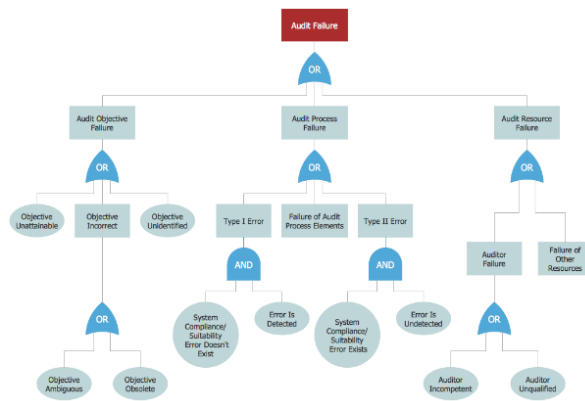 Audit Failure
OR
Audit Objective
Failure
Audit Process
Failure
Audit Resource
Failure
OR
OR
OR
Objective
Unattainable
Objective
Incorrect
Objective
Unidentified
Type I Error
Failure of Audit
Process Elements
Type II Error
Auditor
Failure
Failure of
Other
Resources
AND
AND
System
Compliance/
Suitability
Error Doesn't
Exist
Error Is
Detected
System
Compliance/
Suitability
Error Exists
Error Is
Undetected
OR
OR
Objective
Ambiguous
Objective
Obsolete
Auditor
Incompetent
Auditor
Unqualified